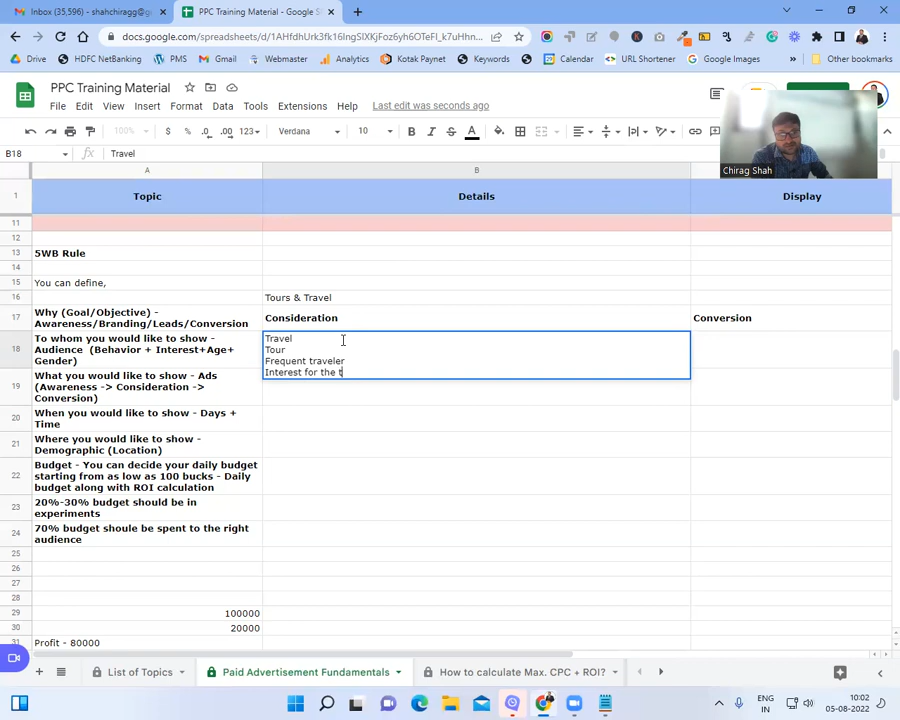 Inbox (35,596) - shahchiragg@g
PPC Training Material - Google S
docs.google.com/spreadsheets/d/1AHfdhUrk3fk16IngSIXKjFoz6yh6OTeFI_k7uHnn...
Drive
HDFC NetBanking
PMS
Gmail
Webmaster
Analytics
Kotak Paynet
Keywords
Calendar
URL Shortener
Google Images
Other bookmarks
PPC Training Material
File Edit View Insert Format Data Tools Extensions Help Last edit was seconds ago
100% $ % .0 .00 123 Verdana 10 B I S A
B18 fx Travel
Chirag Shah
A B
1 Topic Details Display
11
12
13 5WB Rule
14
15 You can define,
16 Tours & Travel
17 Why (Goal/Objective) -
Awareness/Branding/Leads/Conversion
Consideration
Conversion
18 To whom you would like to show -
Audience (Behavior + Interest+Age+
Gender)
Travel
Tour
Frequent traveler
Interest for the t
19 What you would like to show - Ads
(Awareness -> Consideration ->
Conversion)
20 When you would like to show - Days +
Time
21 Where you would like to show -
Demographic (Location)
22 Budget - You can decide your daily budget
starting from as low as 100 bucks - Daily
budget along with ROI calculation
23 20%-30% budget should be in
experiments
24 70% budget shoule be spent to the right
audience
25
26
27
28
29 100000
30 20000
31 Profit - 80000
List of Topics
Paid Advertisement Fundamentals
How to calculate Max. CPC + ROI?
ENG
IN
10:02
05-08-2022